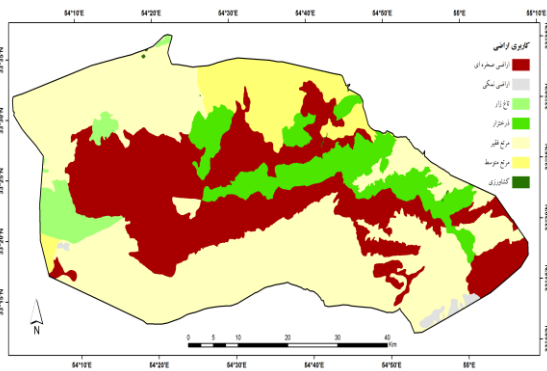 54°10'E 54°20'E 54°30'E 54°40'E 54°50'E 55°E
کاربری اراضی
اراضی صخره ای
اراضی نمکی
تاغ زار
درختزار
مرتع فقیر
مرتع متوسط
کشاورزی
N
0 5 10 20 30 40
Km
54°10'E 54°20'E 54°30'E 54°40'E 54°50'E 55°E